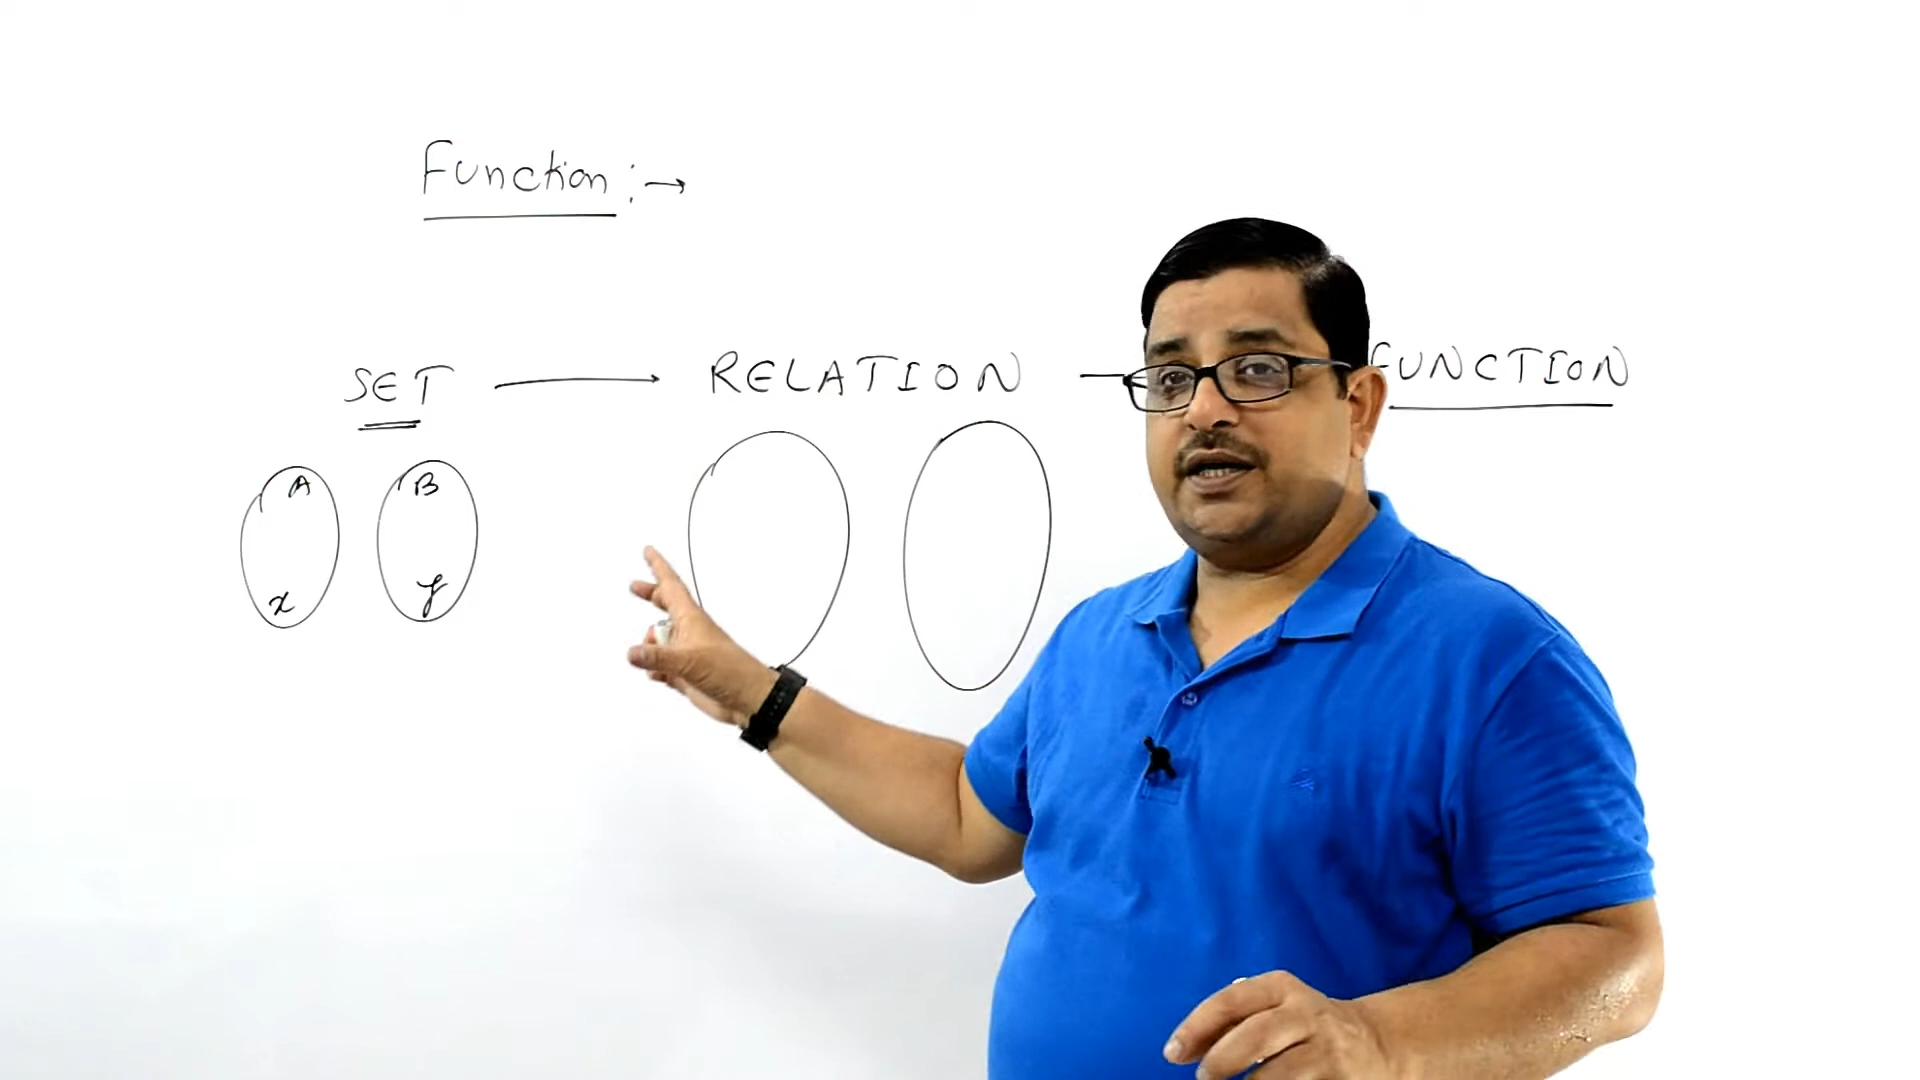 Function :→
SET → RELATION — FUNCTION
A B
x y